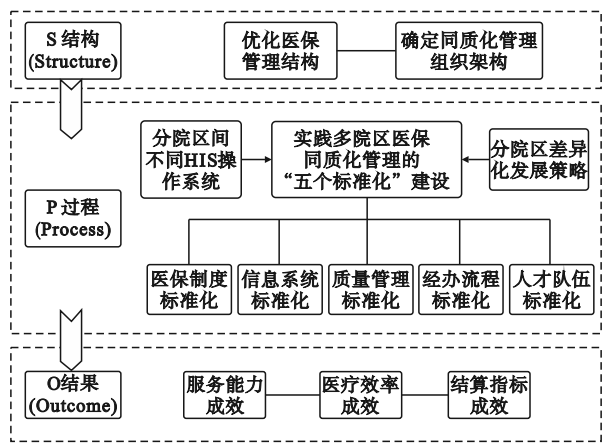 S 结构
(Structure)
优化医保
管理结构
确定同质化管理
组织架构
分院区间
不同HIS操
作系统
实践多院区医保
同质化管理的
“五个标准化”建设
分院区差异
化发展策略
P 过程
(Process)
医保制度
标准化
信息系统
标准化
质量管理
标准化
经办流程
标准化
人才队伍
标准化
O结果
(Outcome)
服务能力
成效
医疗效率
成效
结算指标
成效